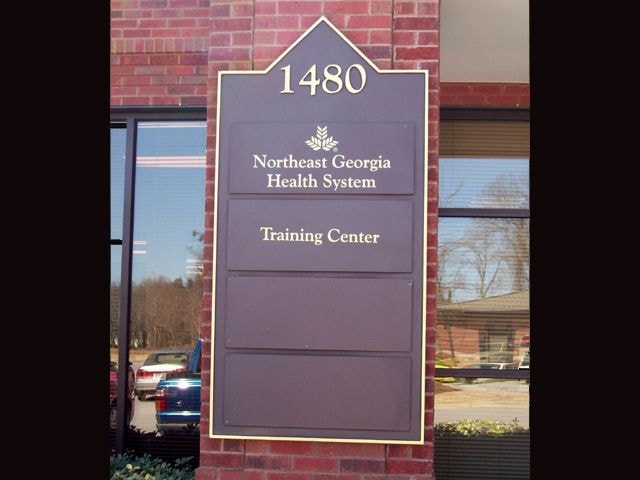 1480
Northeast Georgia
Health System
Training Center